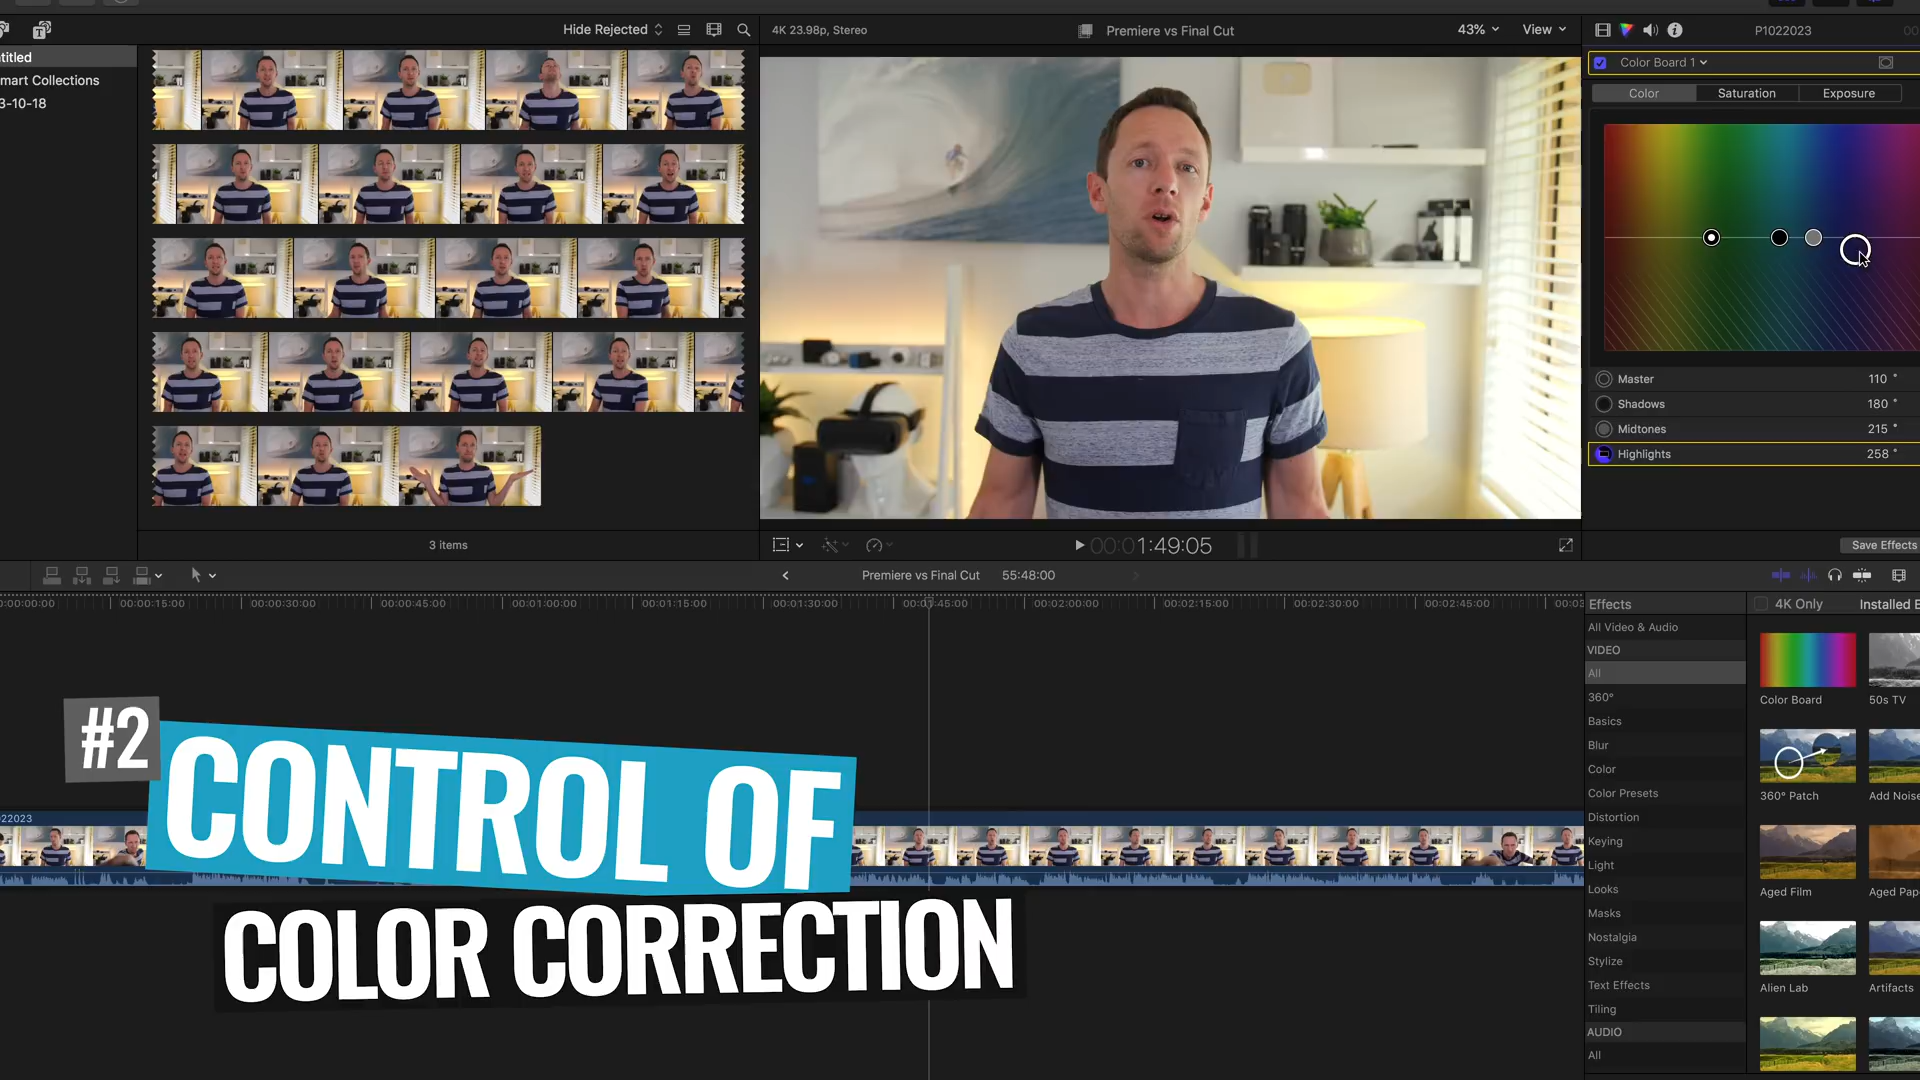 Hide Rejected
4K 23.98p, Stereo
Premiere vs Final Cut
43%
View
P1022023
00
titled
mart Collections
3-10-18
Color Board 1
Color
Saturation
Exposure
Master
110 °
Shadows
180 °
Midtones
215 °
Highlights
258 °
3 items
00:01:49:05
Save Effects
Premiere vs Final Cut
55:48:00
0:00:00:00
00:00:15:00
00:00:30:00
00:00:45:00
00:01:00:00
00:01:15:00
00:01:30:00
00:01:45:00
00:02:00:00
00:02:15:00
00:02:30:00
00:02:45:00
00:03
Effects
4K Only
Installed E
All Video & Audio
VIDEO
All
360°
Basics
Blur
Color
Color Presets
Distortion
Keying
Light
Looks
Masks
Nostalgia
Stylize
Text Effects
Tiling
AUDIO
All
Color Board
50s TV
360° Patch
Add Noise
Aged Film
Aged Pap
Alien Lab
Artifacts
022023
#2
CONTROL OF
COLOR CORRECTION